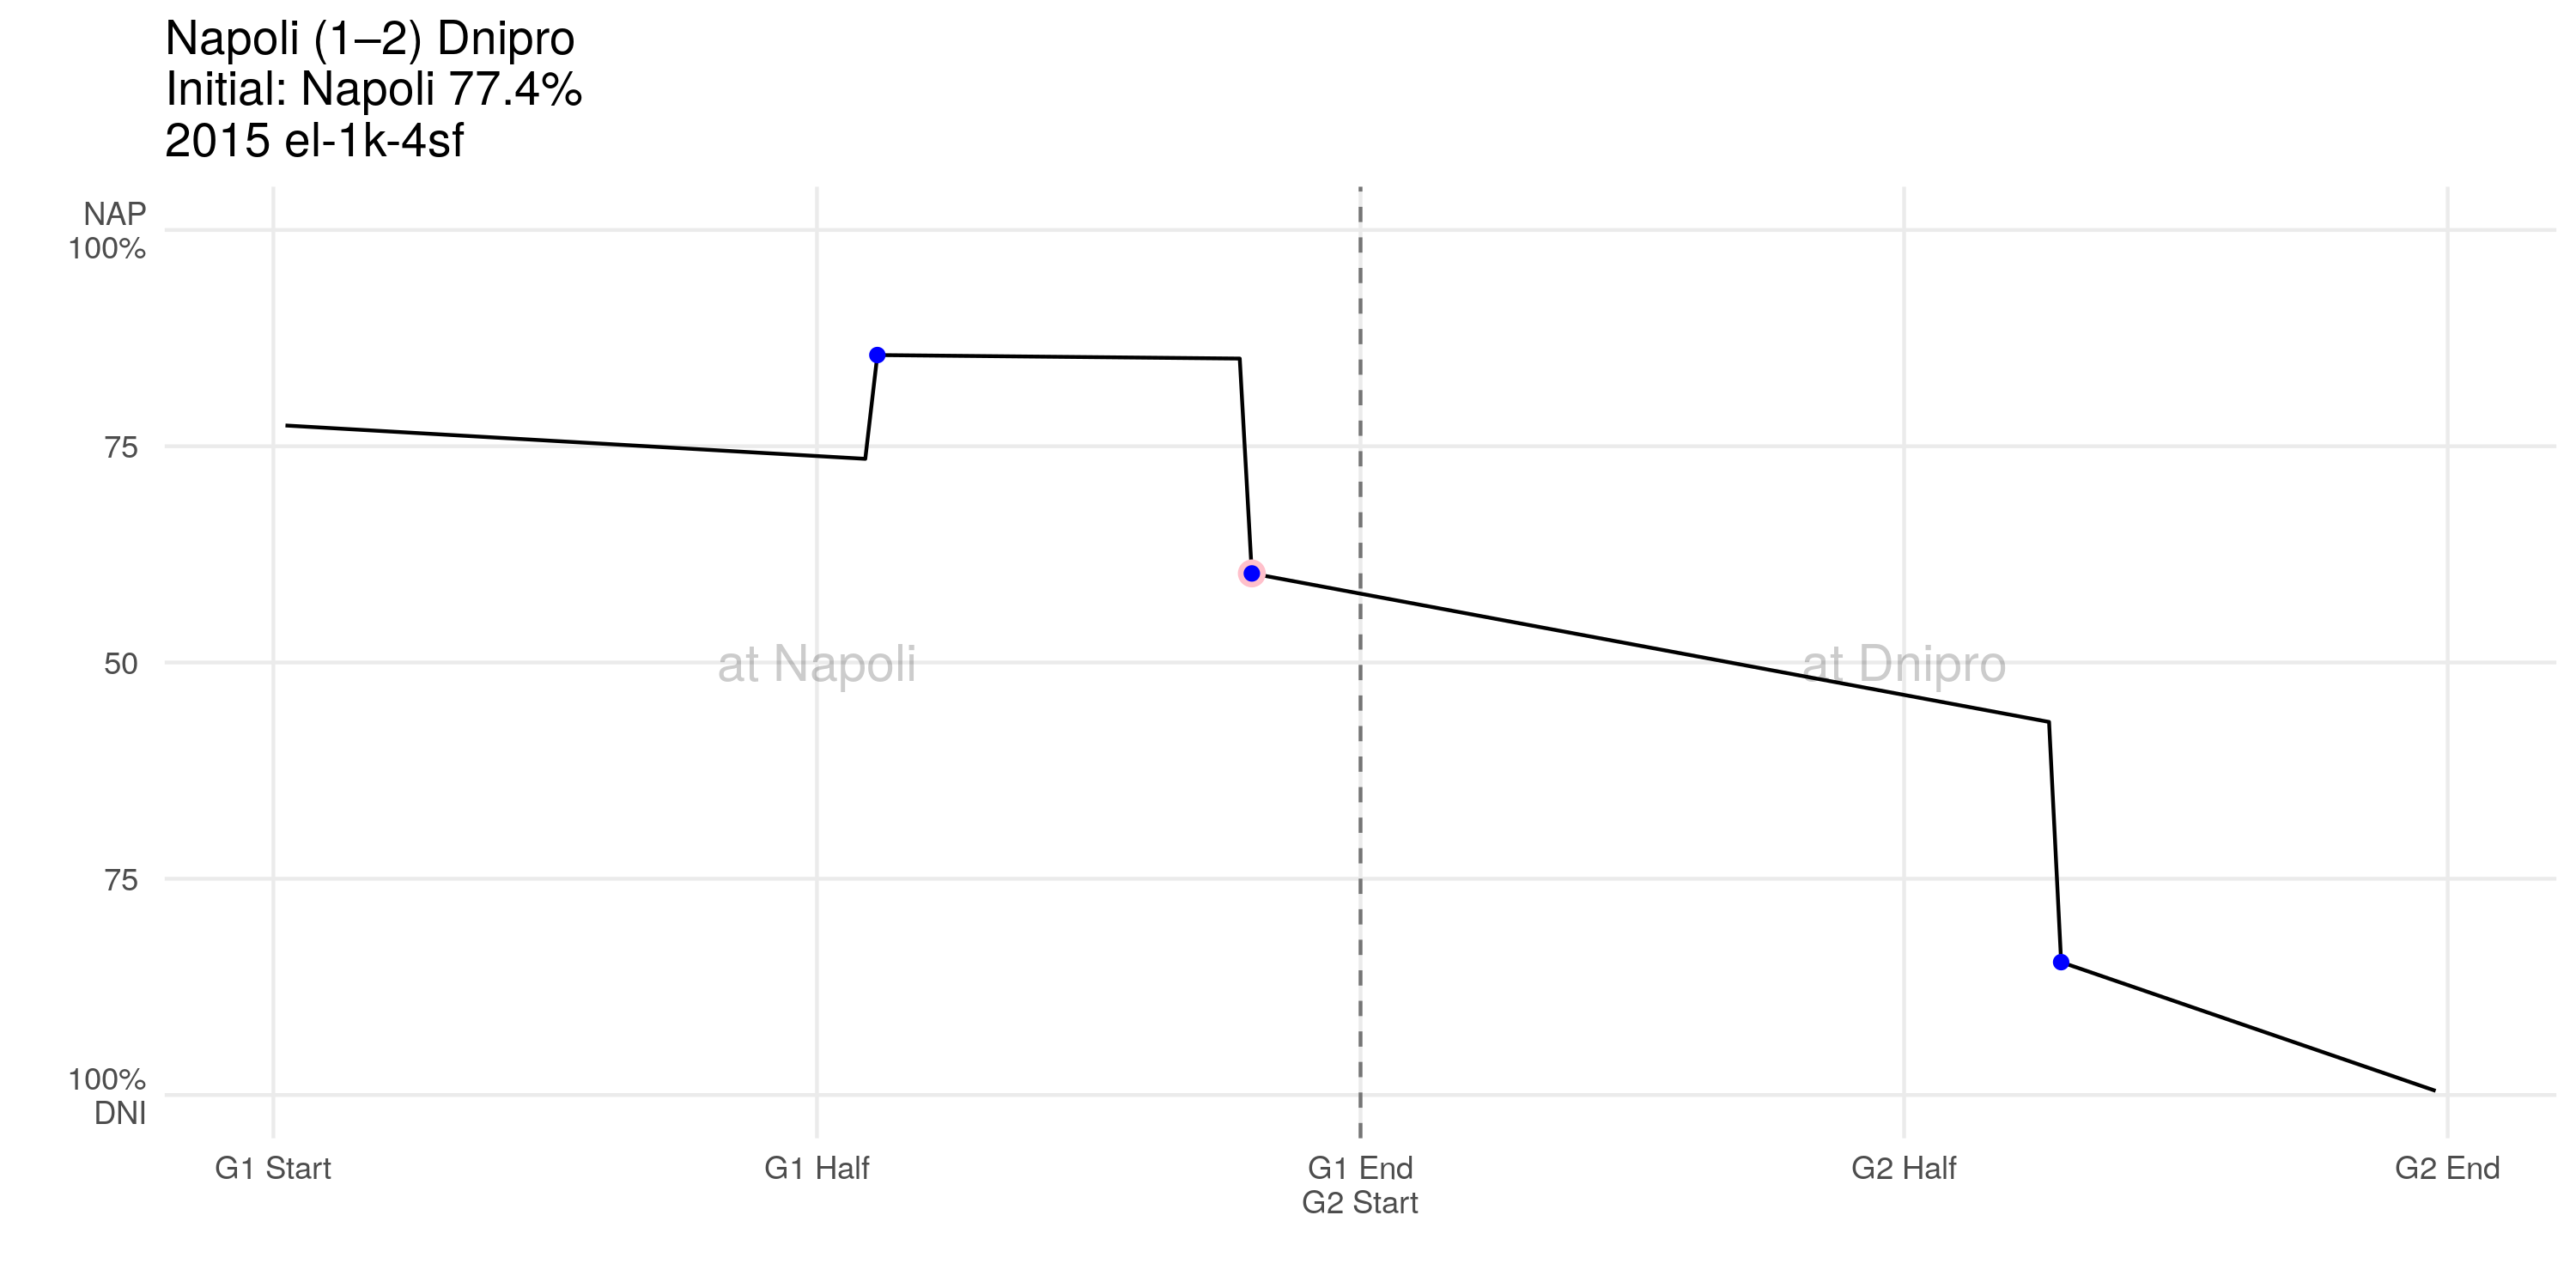 Napoli (1–2) Dnipro
Initial: Napoli 77.4%
2015 el-1k-4sf
NAP
100%
75
50
75
100%
DNI
at Napoli
at Dnipro
G1 Start
G1 Half
G1 End
G2 Start
G2 Half
G2 End